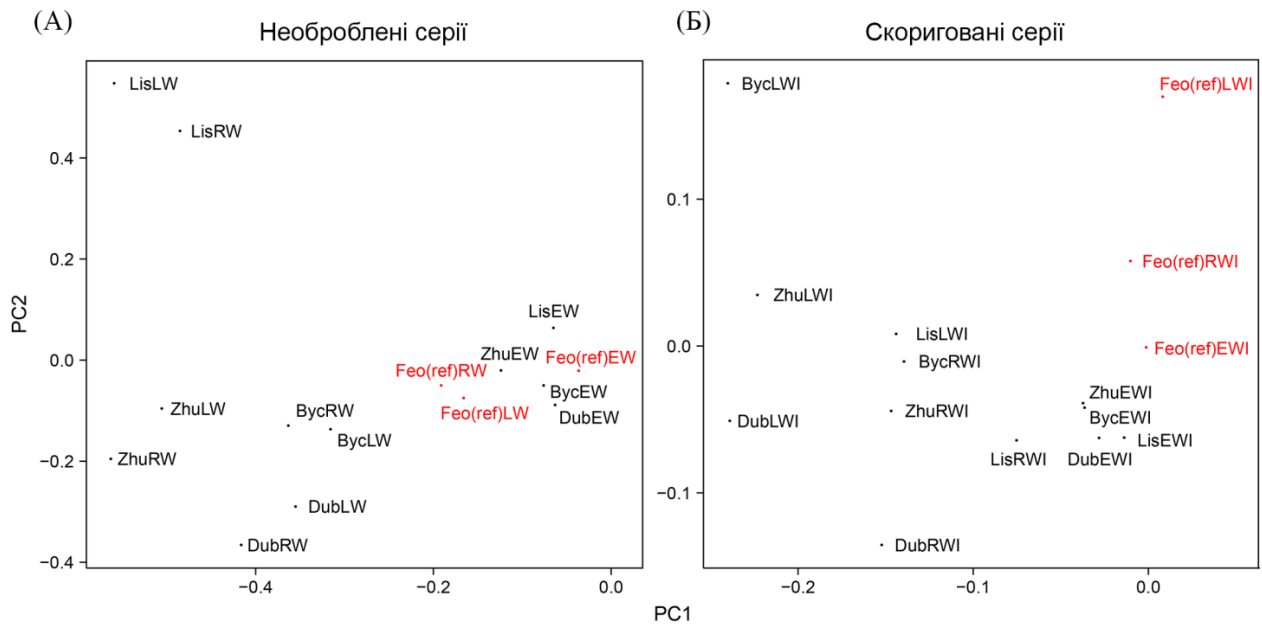 (А)
Необроблені серії
LisLW
LisRW
LisEW
ZhuEW
Feo(ref)EW
Feo(ref)RW
BycEW
Feo(ref)LW
DubEW
ZhuLW
BycRW
BycLW
ZhuRW
DubLW
DubRW
0.4
0.2
0.0
−0.2
−0.4
PC2
−0.4
−0.2
0.0
(Б)
Скориговані серії
BycLWI
Feo(ref)LWI
Feo(ref)RWI
ZhuLWI
LisLWI
BycRWI
Feo(ref)EWI
ZhuEWI
ZhuRWI
BycEWI
DubLWI
LisEWI
LisRWI
DubEWI
DubRWI
0.1
0.0
−0.1
−0.2
−0.1
0.0
PC1